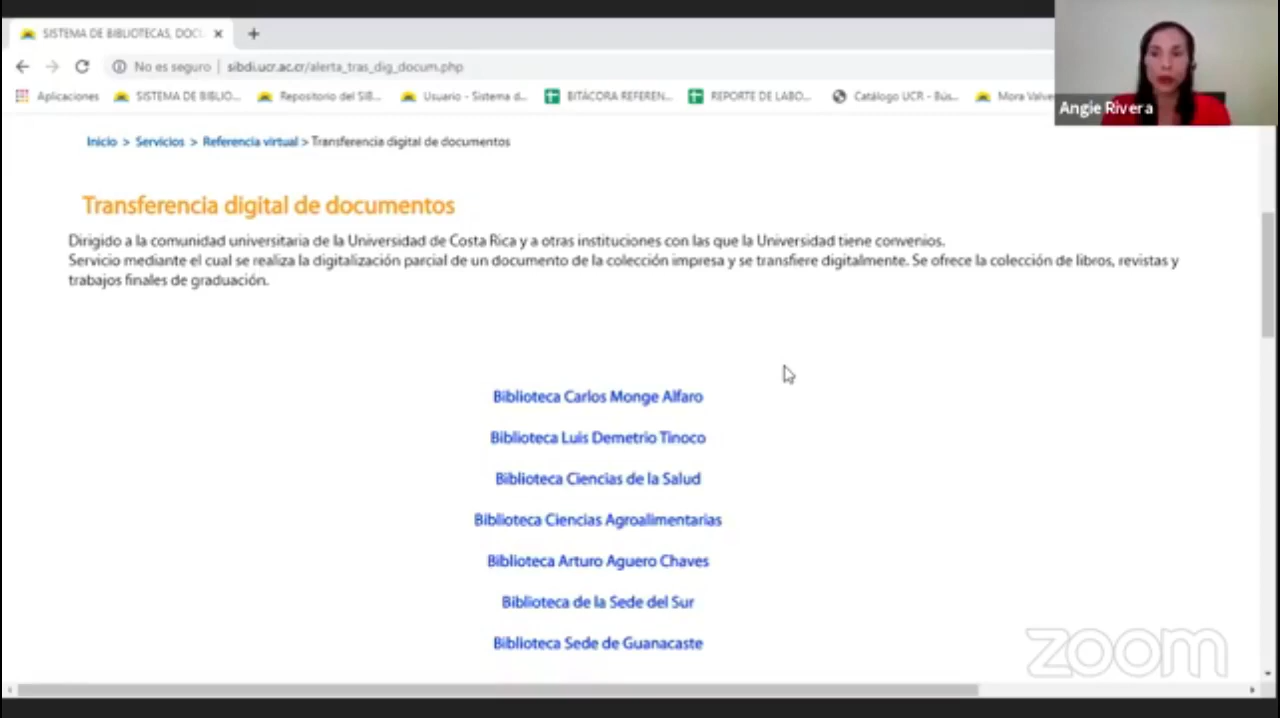 SISTEMA DE BIBLIOTECAS, DOCU
No es seguro | sibdi.ucr.ac.cr/alerta_tras_dig_docum.php
Aplicaciones SISTEMA DE BIBLIO... Repositorio del SIB... Usuario - Sistema d... BITÁCORA REFEREN... REPORTE DE LABO... Catálogo UCR - Bús... Mora Valve
Angie Rivera
Inicio > Servicios > Referencia virtual > Transferencia digital de documentos
Transferencia digital de documentos
Dirigido a la comunidad universitaria de la Universidad de Costa Rica y a otras instituciones con las que la Universidad tiene convenios.
Servicio mediante el cual se realiza la digitalización parcial de un documento de la colección impresa y se transfiere digitalmente. Se ofrece la colección de libros, revistas y
trabajos finales de graduación.
Biblioteca Carlos Monge Alfaro
Biblioteca Luis Demetrio Tinoco
Biblioteca Ciencias de la Salud
Biblioteca Ciencias Agroalimentarias
Biblioteca Arturo Aguero Chaves
Biblioteca de la Sede del Sur
Biblioteca Sede de Guanacaste
zoom